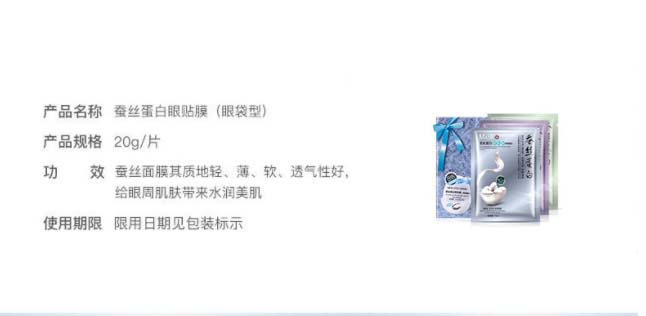 产品名称 蚕丝蛋白眼贴膜（眼袋型）
产品规格 20g/片
功 效 蚕丝面膜其质地轻、薄、软、透气性好，
给眼周肌肤带来水润美肌
使用期限 限用日期见包装标示
蚕丝蛋白